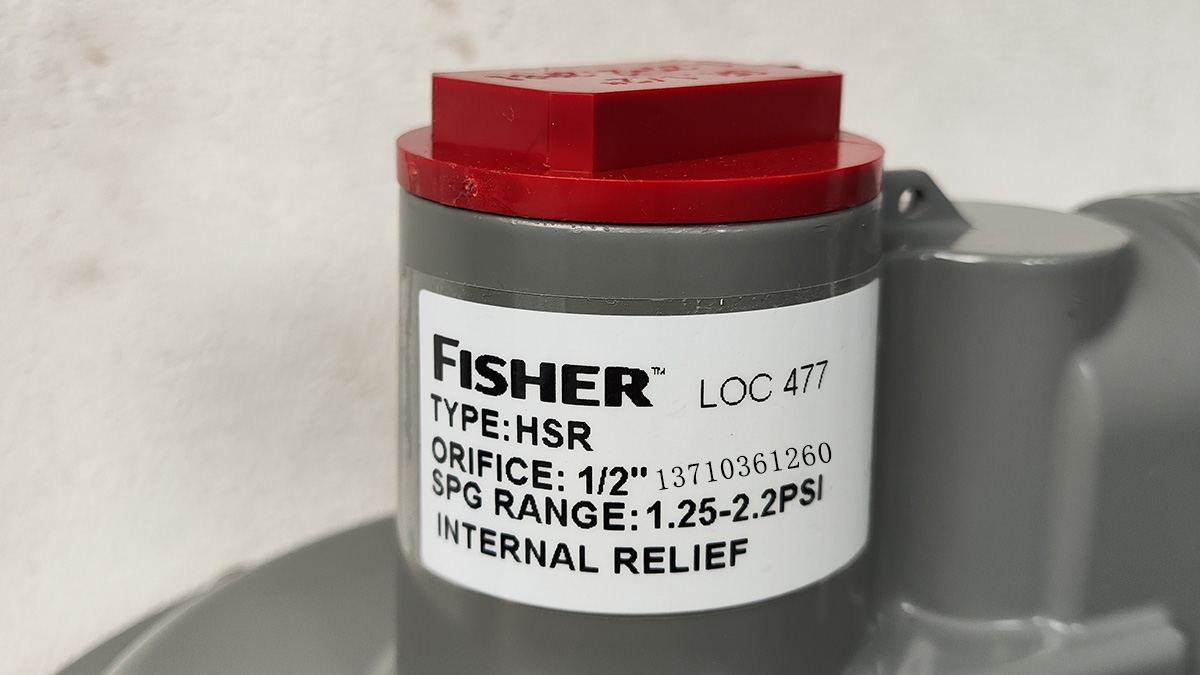 FISHER™ LOC 477
TYPE:HSR
ORIFICE: 1/2" 13710361260
SPG RANGE: 1.25-2.2PSI
INTERNAL RELIEF